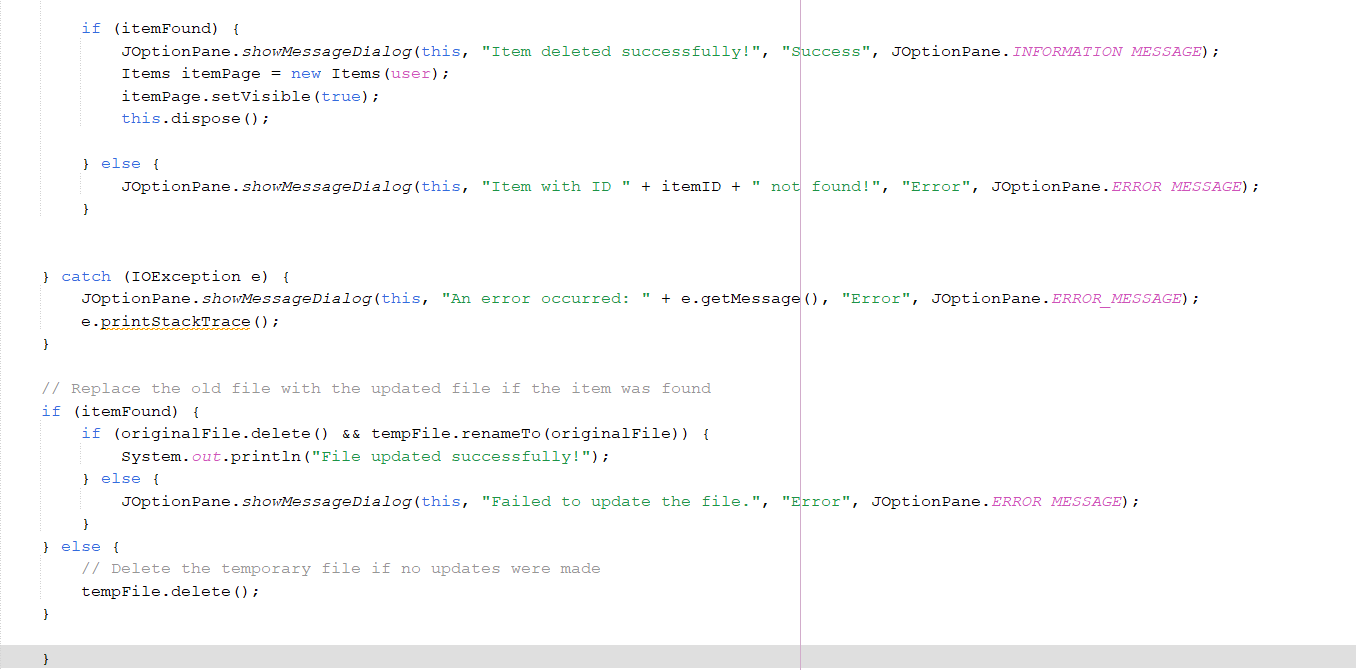 if (itemFound) {
JOptionPane.showMessageDialog(this, "Item deleted successfully!", "Success", JOptionPane.INFORMATION_MESSAGE);
Items itemPage = new Items(user);
itemPage.setVisible(true);
this.dispose();
} else {
JOptionPane.showMessageDialog(this, "Item with ID " + itemID + " not found!", "Error", JOptionPane.ERROR_MESSAGE);
}
} catch (IOException e) {
JOptionPane.showMessageDialog(this, "An error occurred: " + e.getMessage(), "Error", JOptionPane.ERROR_MESSAGE);
e.printStackTrace();
}
// Replace the old file with the updated file if the item was found
if (itemFound) {
if (originalFile.delete() && tempFile.renameTo(originalFile)) {
System.out.println("File updated successfully!");
} else {
JOptionPane.showMessageDialog(this, "Failed to update the file.", "Error", JOptionPane.ERROR_MESSAGE);
}
} else {
// Delete the temporary file if no updates were made
tempFile.delete();
}
}